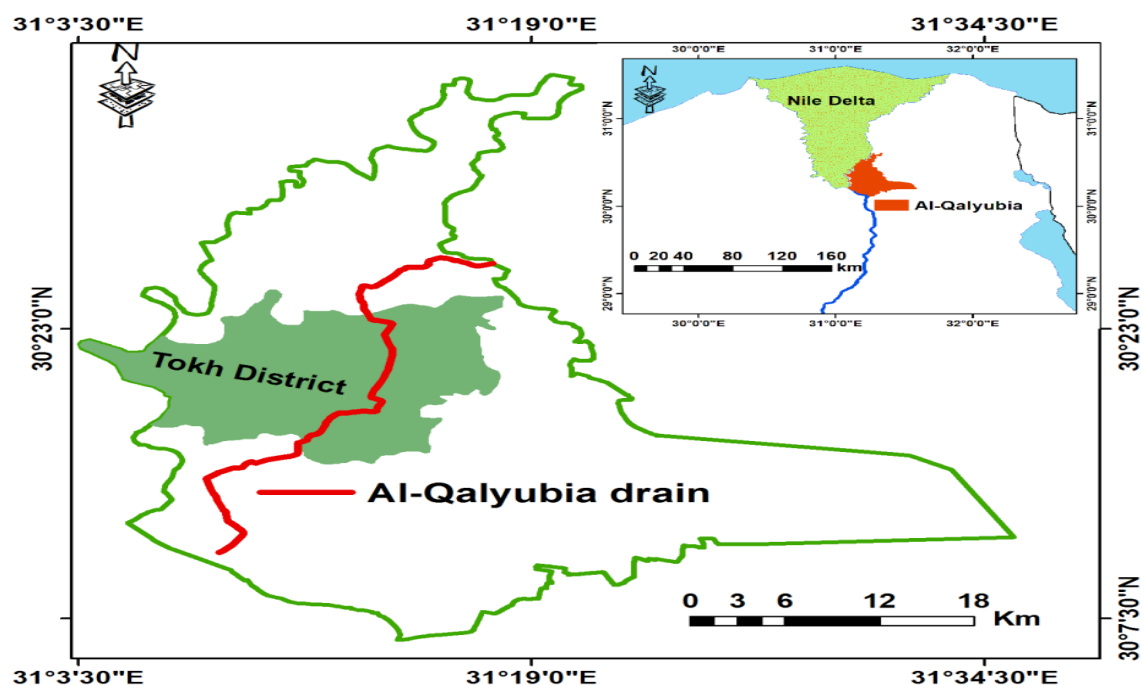 31°3'30"E 31°19'0"E 31°34'30"E
N
30°0'0"E 31°0'0"E 32°0'0"E
N
Nile Delta
31°0'0"N
31°0'0"N
Al-Qalyubia
30°0'0"N
30°0'0"N
0 20 40 80 120 160
km
29°0'0"N
29°0'0"N
30°0'0"E 31°0'0"E 32°0'0"E
30°23'0"N
30°23'0"N
Tokh District
Al-Qalyubia drain
0 3 6 12 18
Km
30°7'30"N
31°3'30"E 31°19'0"E 31°34'30"E